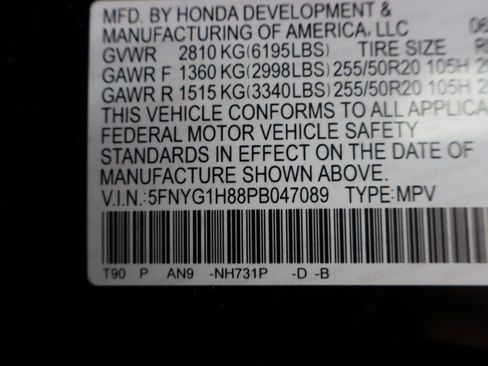 MFD. BY HONDA DEVELOPMENT &
MANUFACTURING OF AMERICA, LLC 06
GVWR 2810 KG(6195LBS) TIRE SIZE
GAWR F 1360 KG(2998LBS) 255/50R20 105H
GAWR R 1515 KG(3340LBS) 255/50R20 105H
THIS VEHICLE CONFORMS TO ALL APPLICA
FEDERAL MOTOR VEHICLE SAFETY
STANDARDS IN EFFECT ON THE DATE OF
MANUFACTURE SHOWN ABOVE.
V.I.N.:5FNYG1H88PB047089 TYPE:MPV
T90 P AN9 -NH731P -D -B